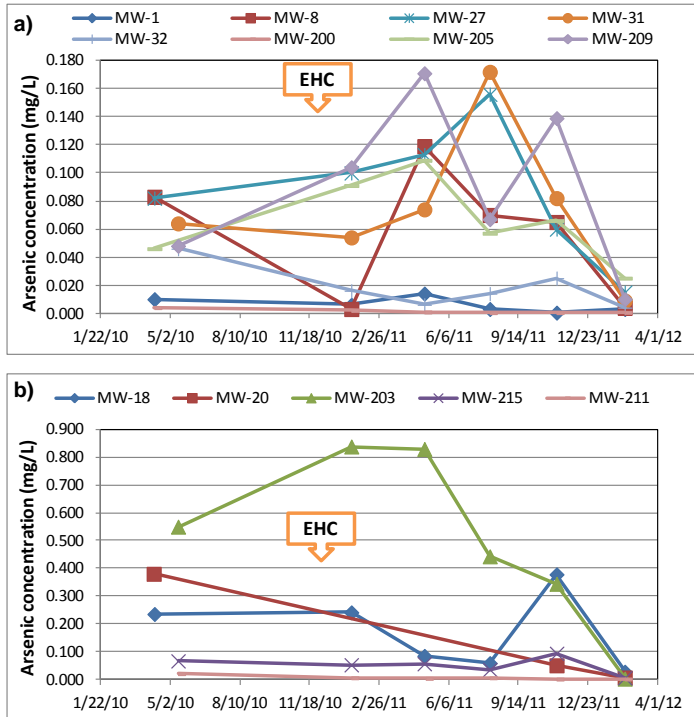 a)
MW-1 MW-8 MW-27 MW-31
MW-32 MW-200 MW-205 MW-209
Arsenic concentration (mg/L)
0.180
0.160
0.140
0.120
0.100
0.080
0.060
0.040
0.020
0.000
EHC
1/22/10 5/2/10 8/10/10 11/18/10 2/26/11 6/6/11 9/14/11 12/23/11 4/1/12
b)
MW-18 MW-20 MW-203 MW-215 MW-211
Arsenic concentration (mg/L)
0.900
0.800
0.700
0.600
0.500
0.400
0.300
0.200
0.100
0.000
EHC
1/22/10 5/2/10 8/10/10 11/18/10 2/26/11 6/6/11 9/14/11 12/23/11 4/1/12